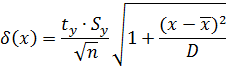 δ(x) = (t_y · S_y)/√n √(1 + (x − x̅)²/D)